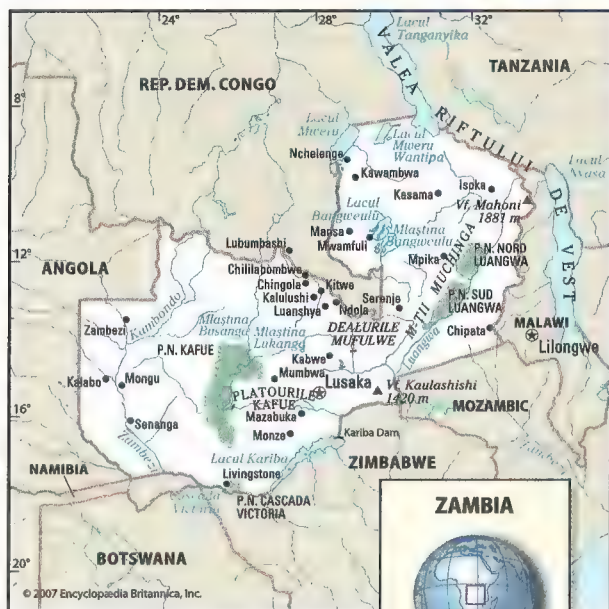 24°
28°
32°
Lacul
Tanganyika
VALEA
RIFTULUI
DE VEST
TANZANIA
REP. DEM. CONGO
8°
Lacul
Mweru
Lacul
Mweru
Wantipa
Nchelenge
Kawambwa
Kasama
Isoka
Lacul
Nyasa
Vf. Mahoni
1881 m
Lacul
Bangweulu
Mansa
Mwamfuli
Mlaștina
Bangweulu
P.N. NORD
LUANGWA
12°
Lubumbashi
Mpika
M-ȚII MUCHINGA
ANGOLA
Chililabombwe
Chingola
Kitwe
Kalulushi
Ndola
Luanshya
Serenje
P.N. SUD
LUANGWA
Kabompo
Zambezi
Mlaștina
Busanga
Mlaștina
Lukanga
DEALURILE
MUFULWE
Luangwa
Chipata
MALAWI
Lilongwe
P.N. KAFUE
Kabwe
Kalabo
Mongu
Mumbwa
Lusaka
Vf. Kaulashishi
1420 m
PLATOURILE
KAFUE
MOZAMBIC
16°
Senanga
Mazabuka
Monze
Kariba Dam
Zambezi
Zambezi
Lacul Kariba
NAMIBIA
Livingstone
ZIMBABWE
Cascada
Victoria
P.N. CASCADA
VICTORIA
ZAMBIA
BOTSWANA
20°
© 2007 Encyclopædia Britannica, Inc.